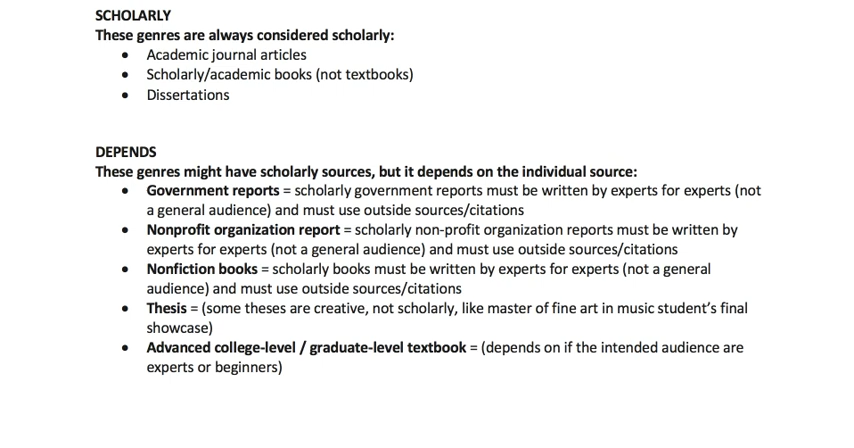 SCHOLARLY
These genres are always considered scholarly:
• Academic journal articles
• Scholarly/academic books (not textbooks)
• Dissertations
DEPENDS
These genres might have scholarly sources, but it depends on the individual source:
• Government reports = scholarly government reports must be written by experts for experts (not
a general audience) and must use outside sources/citations
• Nonprofit organization report = scholarly non-profit organization reports must be written by
experts for experts (not a general audience) and must use outside sources/citations
• Nonfiction books = scholarly books must be written by experts for experts (not a general
audience) and must use outside sources/citations
• Thesis = (some theses are creative, not scholarly, like master of fine art in music student's final
showcase)
• Advanced college-level / graduate-level textbook = (depends on if the intended audience are
experts or beginners)